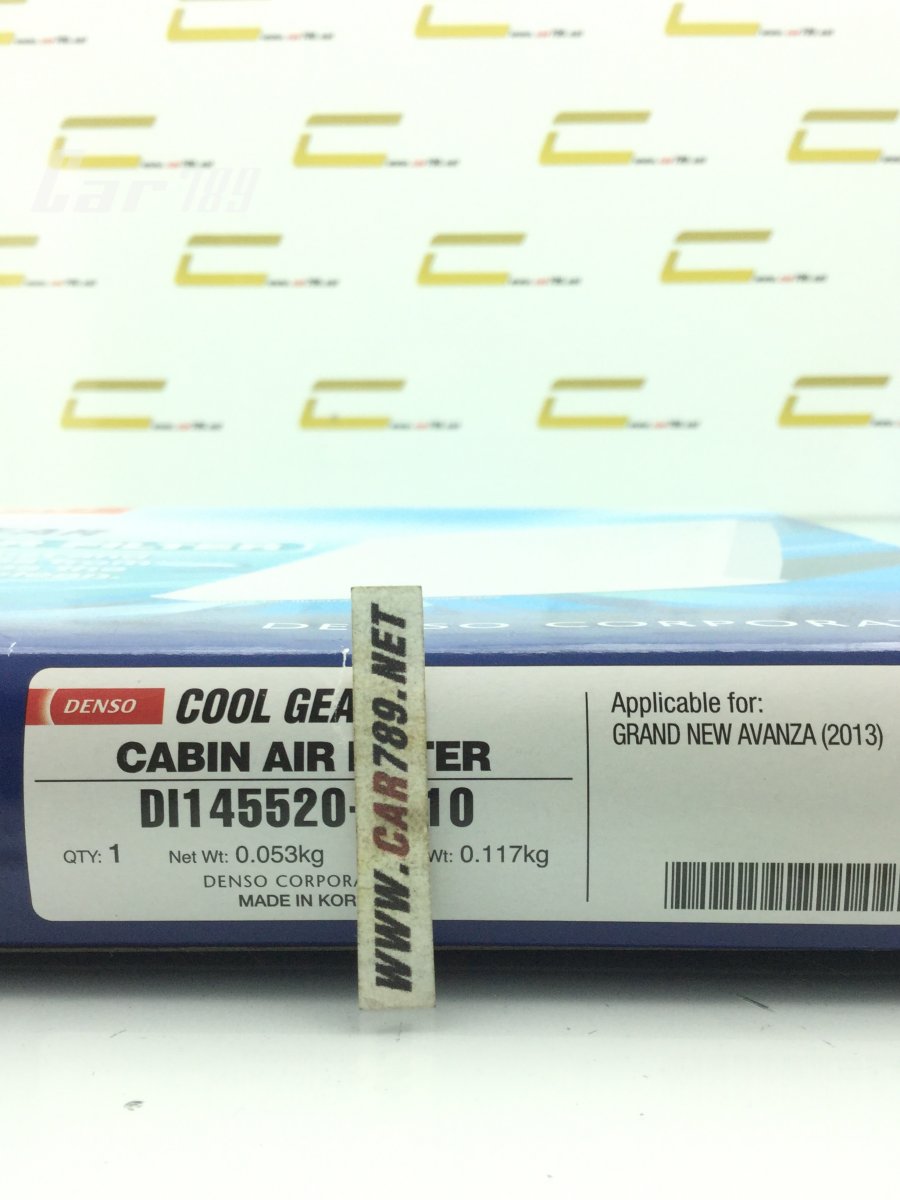 Car789
DENSO CORPORA
DENSO COOL GEA
CABIN AIR
DI145520- 10
QTY: 1 Net Wt: 0.053kg Wt: 0.117kg
DENSO CORPORA
MADE IN KOR
Applicable for:
GRAND NEW AVANZA (2013)
WWW.CAR789.NET